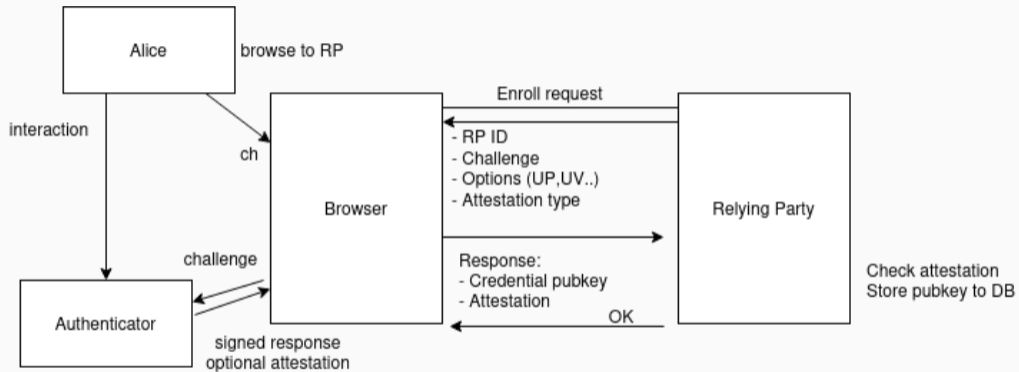 Alice
browse to RP
Enroll request
interaction
- RP ID
ch
- Challenge
- Options (UP,UV..)
- Attestation type
Browser
Relying Party
challenge
Response:
- Credential pubkey
- Attestation
Check attestation
Store pubkey to DB
Authenticator
OK
signed response
optional attestation